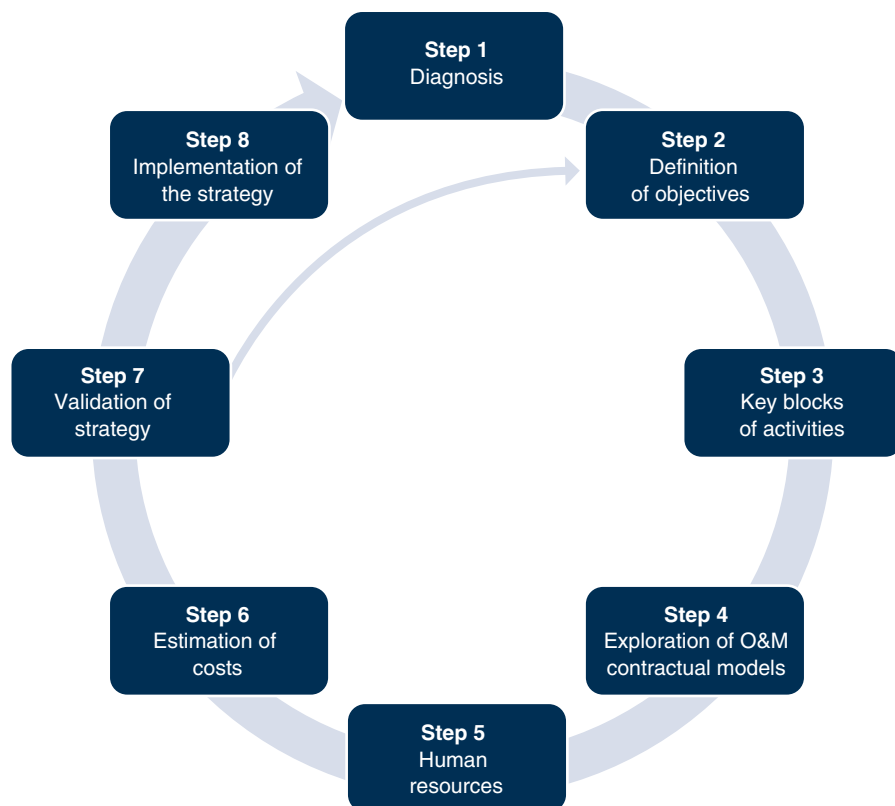 Step 1
Diagnosis
Step 2
Definition
of objectives
Step 3
Key blocks
of activities
Step 4
Exploration of O&M
contractual models
Step 5
Human
resources
Step 6
Estimation of
costs
Step 7
Validation of
strategy
Step 8
Implementation of
the strategy